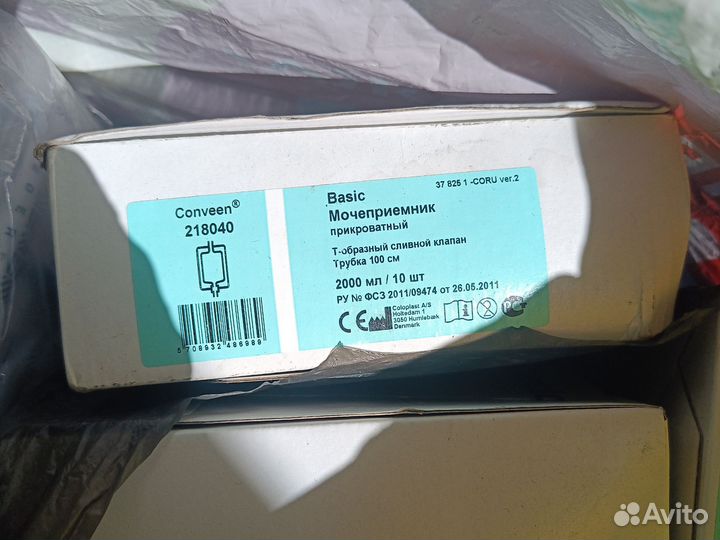 Conveen®
218040
5 708932 486989
37 825 1 -CORU ver.2
Basic
Мочеприемник
прикроватный
Т-образный сливной клапан
Трубка 100 см
2000 мл / 10 шт
РУ № ФСЗ 2011/09474 от 26.05.2011
CE
Coloplast A/S
Holtedam 1
3050 Humlebæk
Denmark
Avito